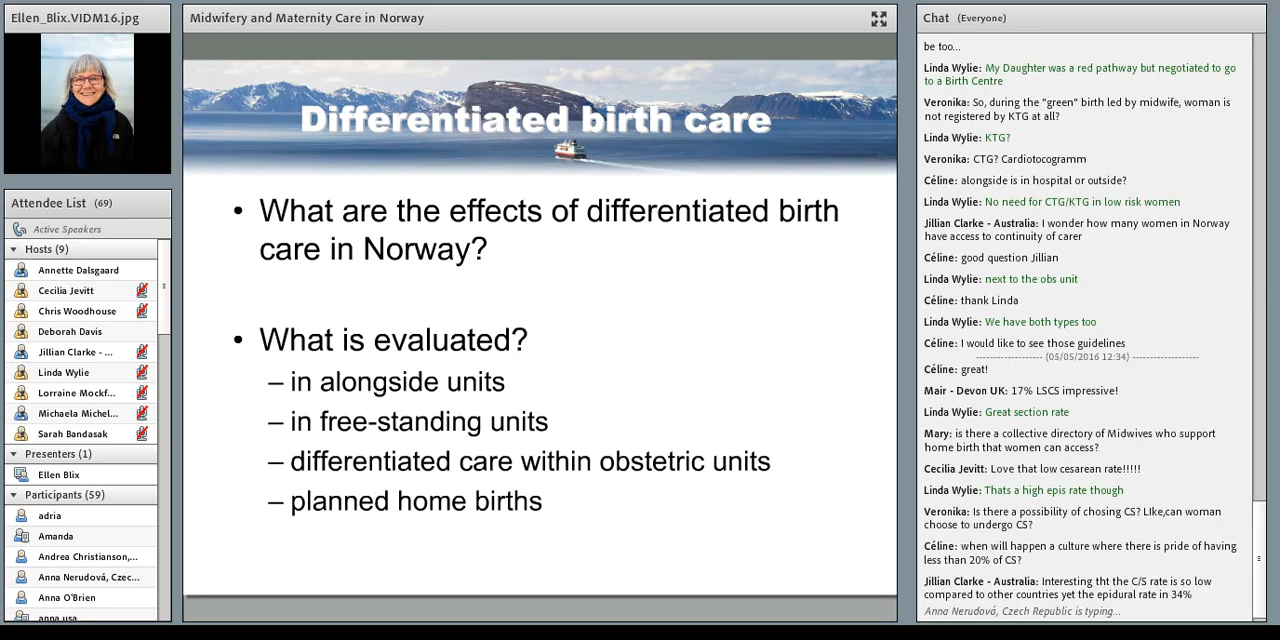 Ellen_Blix.VIDM16.jpg
Attendee List (69)
Active Speakers
Hosts (9)
Annette Dalsgaard
Cecilia Jevitt
Chris Woodhouse
Deborah Davis
Jillian Clarke - ...
Linda Wylie
Lorraine Mockf...
Michaela Michel...
Sarah Bandasak
Presenters (1)
Ellen Blix
Participants (59)
adria
Amanda
Andrea Christianson,...
Anna Nerudová, Czec...
Anna O'Brien
anna usa
Midwifery and Maternity Care in Norway
Differentiated birth care
• What are the effects of differentiated birth
care in Norway?
• What is evaluated?
– in alongside units
– in free-standing units
– differentiated care within obstetric units
– planned home births
Chat (Everyone)
be too...
Linda Wylie: My Daughter was a red pathway but negotiated to go
to a Birth Centre
Veronika: So, during the "green" birth led by midwife, woman is
not registered by KTG at all?
Linda Wylie: KTG?
Veronika: CTG? Cardiotocogramm
Céline: alongside is in hospital or outside?
Linda Wylie: No need for CTG/KTG in low risk women
Jillian Clarke - Australia: I wonder how many women in Norway
have access to continuity of carer
Céline: good question Jillian
Linda Wylie: next to the obs unit
Céline: thank Linda
Linda Wylie: We have both types too
Céline: I would like to see those guidelines
-------------------- (05/05/2016 12:34) --------------------
Céline: great!
Mair - Devon UK: 17% LSCS impressive!
Linda Wylie: Great section rate
Mary: is there a collective directory of Midwives who support
home birth that women can access?
Cecilia Jevitt: Love that low cesarean rate!!!!!
Linda Wylie: Thats a high epis rate though
Veronika: Is there a possibility of chosing CS? LIke,can woman
choose to undergo CS?
Céline: when will happen a culture where there is pride of having
less than 20% of CS?
Jillian Clarke - Australia: Interesting tht the C/S rate is so low
compared to other countries yet the epidural rate in 34%
Anna Nerudová, Czech Republic is typing...